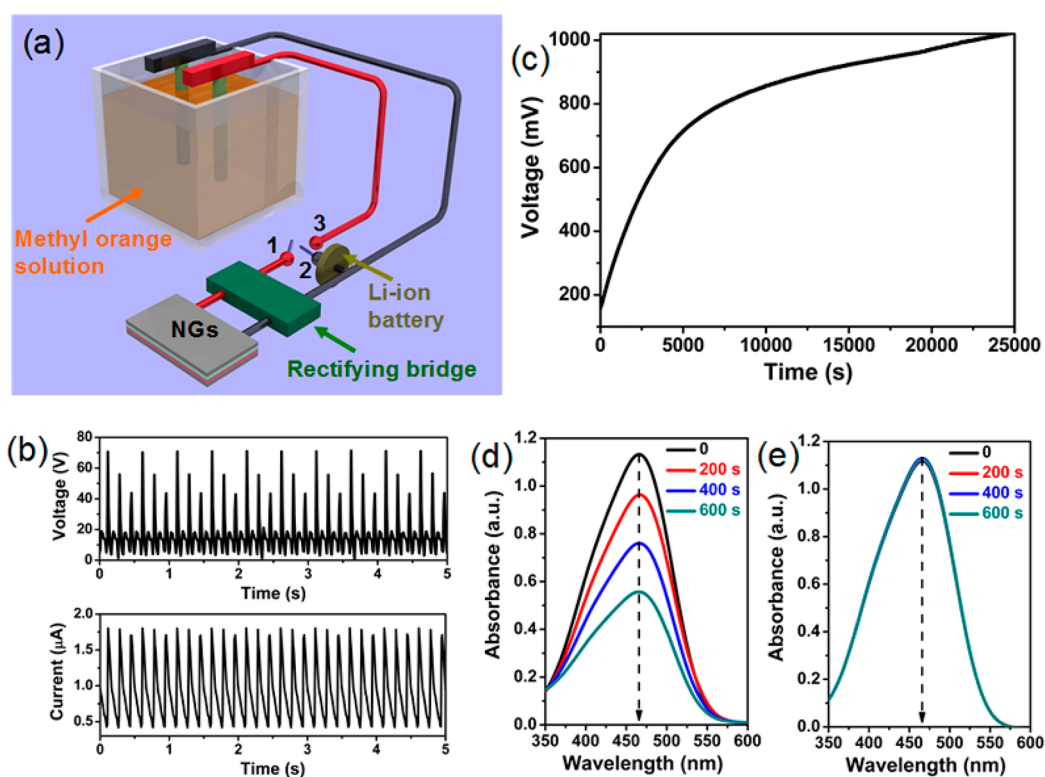 (a)
Methyl orange
solution
1
2
3
Li-ion
battery
NGs
Rectifying bridge
(b)
Voltage (V)
80
60
40
20
0
0 1 2 3 4 5
Time (s)
Current (μA)
2.0
1.5
1.0
0.5
0 1 2 3 4 5
Time (s)
(c)
Voltage (mV)
1000
800
600
400
200
0 5000 10000 15000 20000 25000
Time (s)
(d)
Absorbance (a.u.)
1.2
1.0
0.8
0.6
0.4
0.2
0.0
350 400 450 500 550 600
Wavelength (nm)
0
200 s
400 s
600 s
(e)
Absorbance (a.u.)
1.2
1.0
0.8
0.6
0.4
0.2
0.0
350 400 450 500 550 600
Wavelength (nm)
0
200 s
400 s
600 s